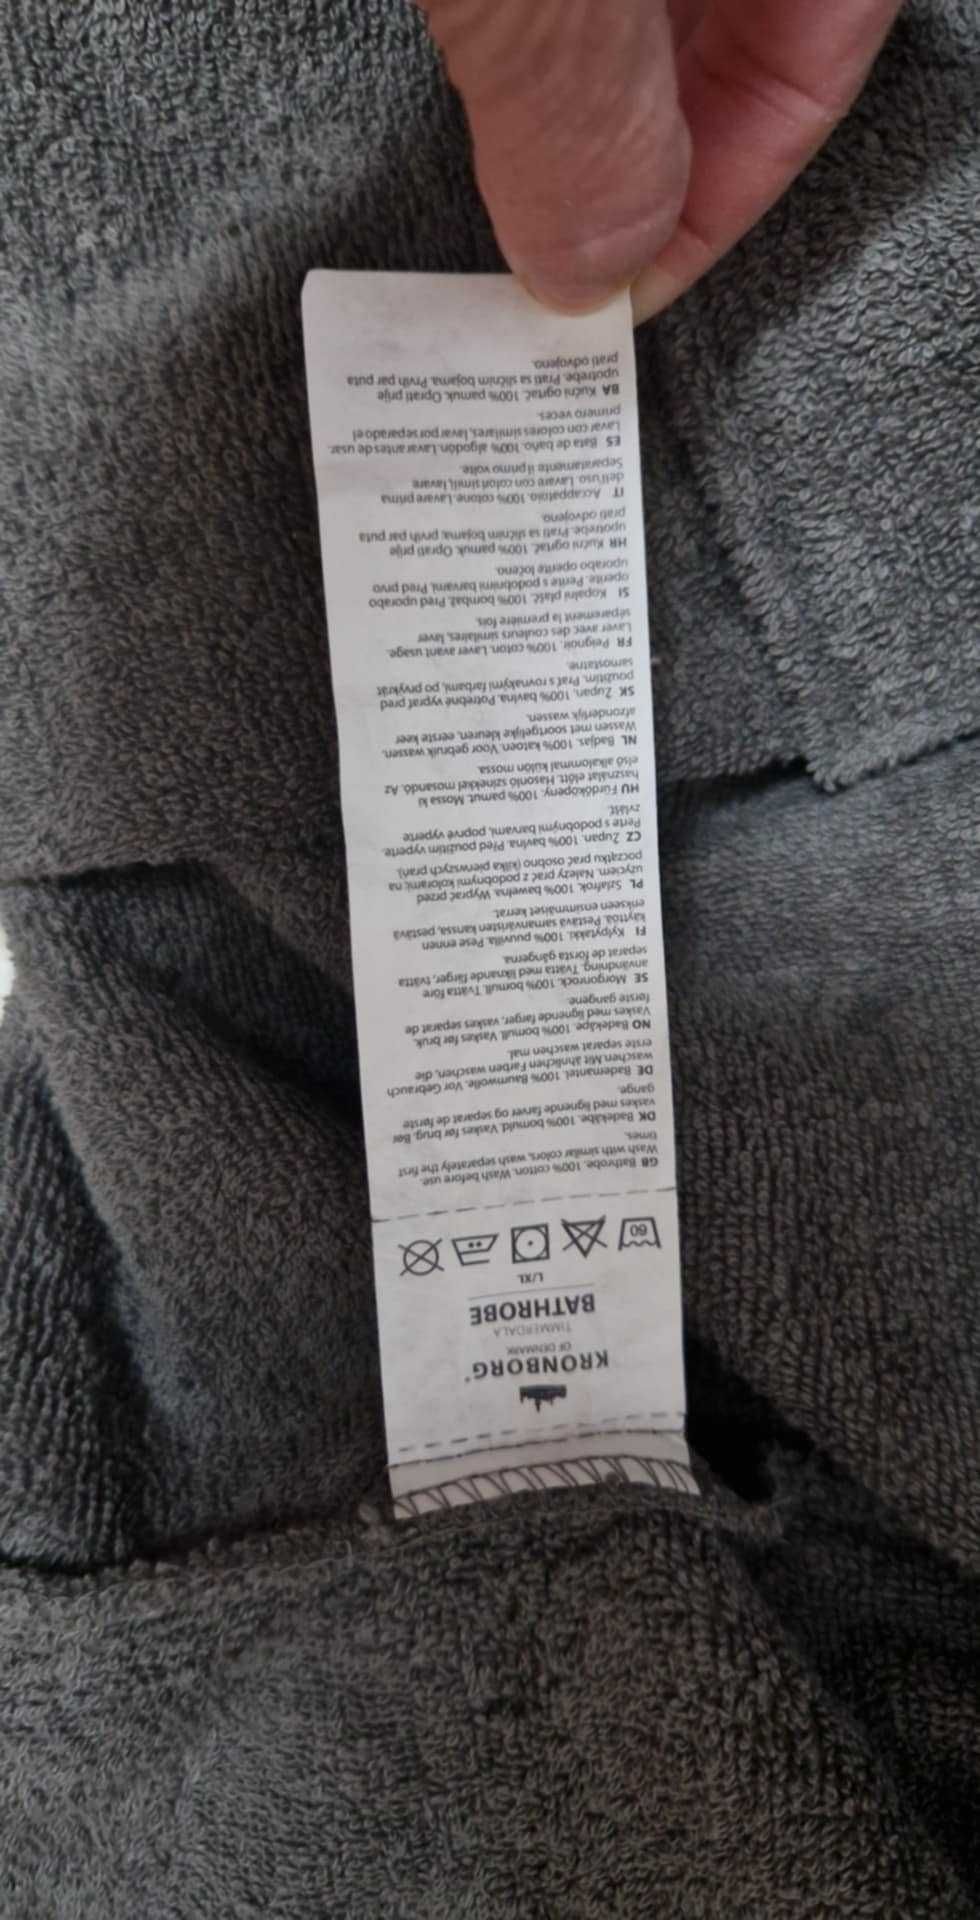 KRONBORG®
OF DENMARK
TIMMERDALA
BATHROBE
L/XL
60
GB Bathrobe. 100% cotton. Wash before use.
Wash with similar colors, wash separately the first
times.
DK Badekåbe. 100% bomuld. Vaskes før brug. Bør
vaskes med lignende farver og separat de første
gange.
DE Bademantel. 100% Baumwolle. Vor Gebrauch
waschen. Mit ähnlichen Farben waschen, die
erste separat waschen mal.
NO Badekåpe. 100% bomull. Vaskes før bruk.
Vaskes med lignende farger, vaskes separat de
første gangene.
SE Morgonrock. 100% bomull. Tvätta före
användning. Tvätta med liknande färger, tvätta
separat de första gångerna.
FI Kylpytakki. 100% puuvilla. Pese ennen
käyttöä. Pestävä samanväristen kanssa, pestävä
erikseen ensimmäiset kerrat.
PL Szlafrok. 100% bawełna. Wyprać przed
użyciem. Należy prać z podobnymi kolorami; na
początku prać osobno (kilka pierwszych prań).
CZ Župan. 100% bavlna. Před použitím vyperte.
Perte s podobnými barvami, poprvé vyperte
zvlášť.
HU Fürdőköpeny. 100% pamut. Mossa ki
használat előtt. Hasonló színekkel mosandó. Az
első alkalommal külön mossa.
NL Badjas. 100% katoen. Voor gebruik wassen.
Wassen met soortgelijke kleuren, eerste keer
afzonderlijk wassen.
SK Župan. 100% bavlna. Potrebné vyprať pred
použitím. Prať s rovnakými farbami, po prvýkrát
samostatne.
FR Peignoir. 100% coton. Laver avant usage.
Laver avec des couleurs similaires, laver
séparement la première fois.
SI Kopalni plašč. 100% bombaž. Pred uporabo
operite. Perite s podobnimi barvami, Pred prvo
uporabo operite ločeno.
HR Kućni ogrtač. 100% pamuk. Oprati prije
upotrebe. Prati sa sličnim bojama, prvih par puta
prati odvojeno.
IT Accappatoio. 100% cotone. Lavare prima
dell'uso. Lavare con colori simili, lavare
Separatamente il primo volte.
ES Bata de baño. 100% algodón. Lavar antes de usar.
Lavar con colores similares, lavar por separado el
primero veces.
BA Kućni ogrtač. 100% pamuk. Oprati prije
upotrebe. Prati sa sličnim bojama. Prvih par puta
prati odvojeno.